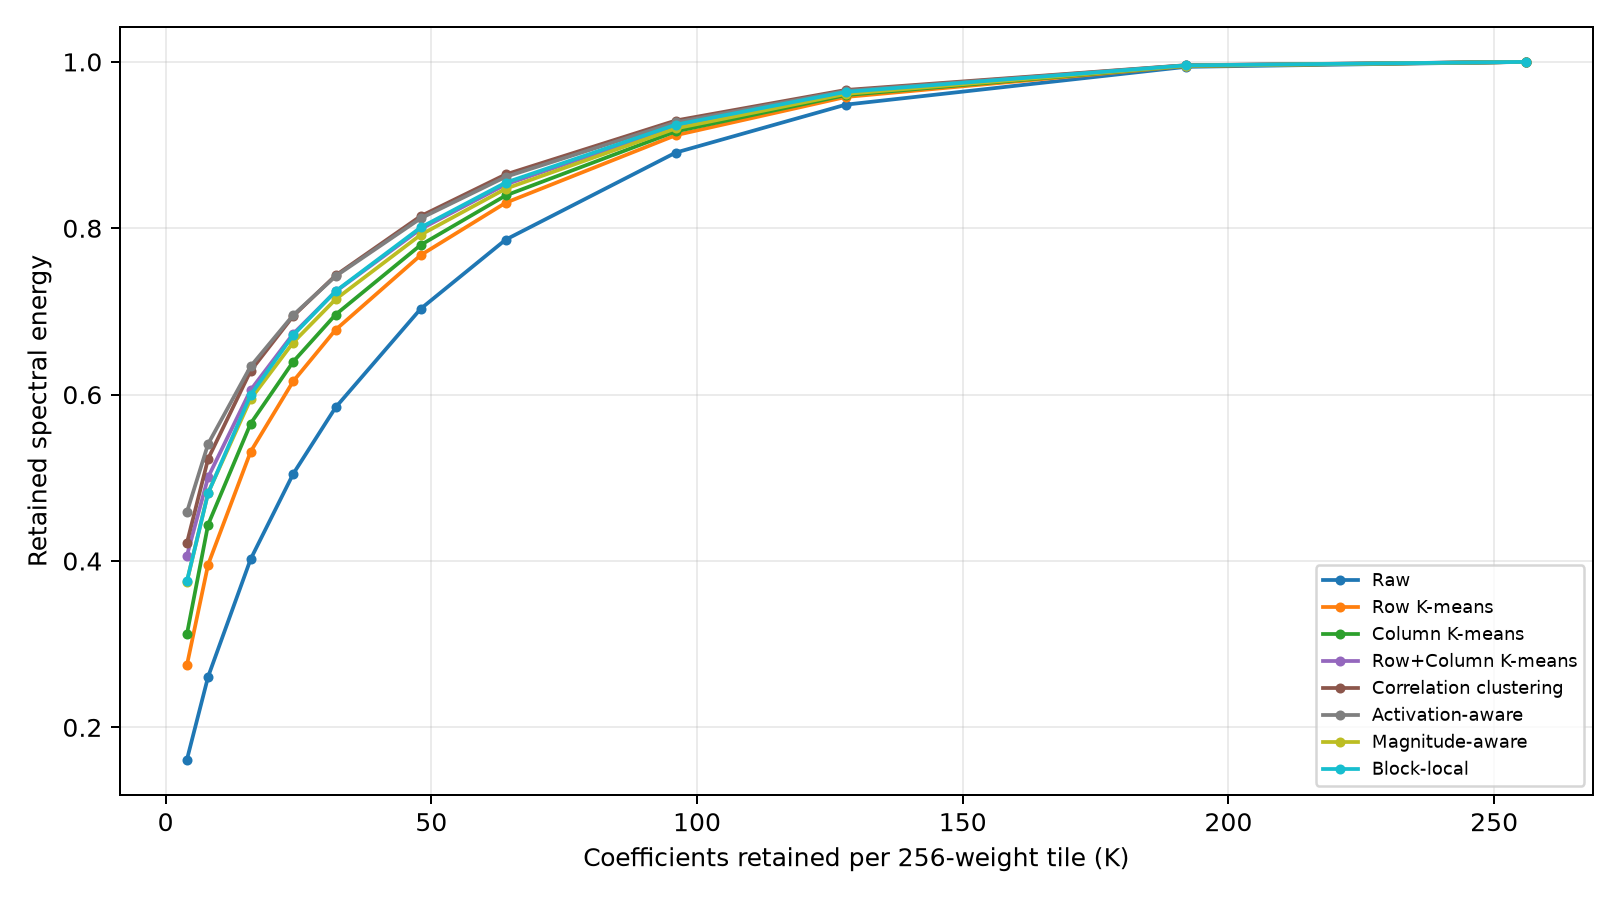 1.0
0.8
0.6
0.4
0.2
Retained spectral energy
0
50
100
150
200
250
Coefficients retained per 256-weight tile (K)
Raw
Row K-means
Column K-means
Row+Column K-means
Correlation clustering
Activation-aware
Magnitude-aware
Block-local